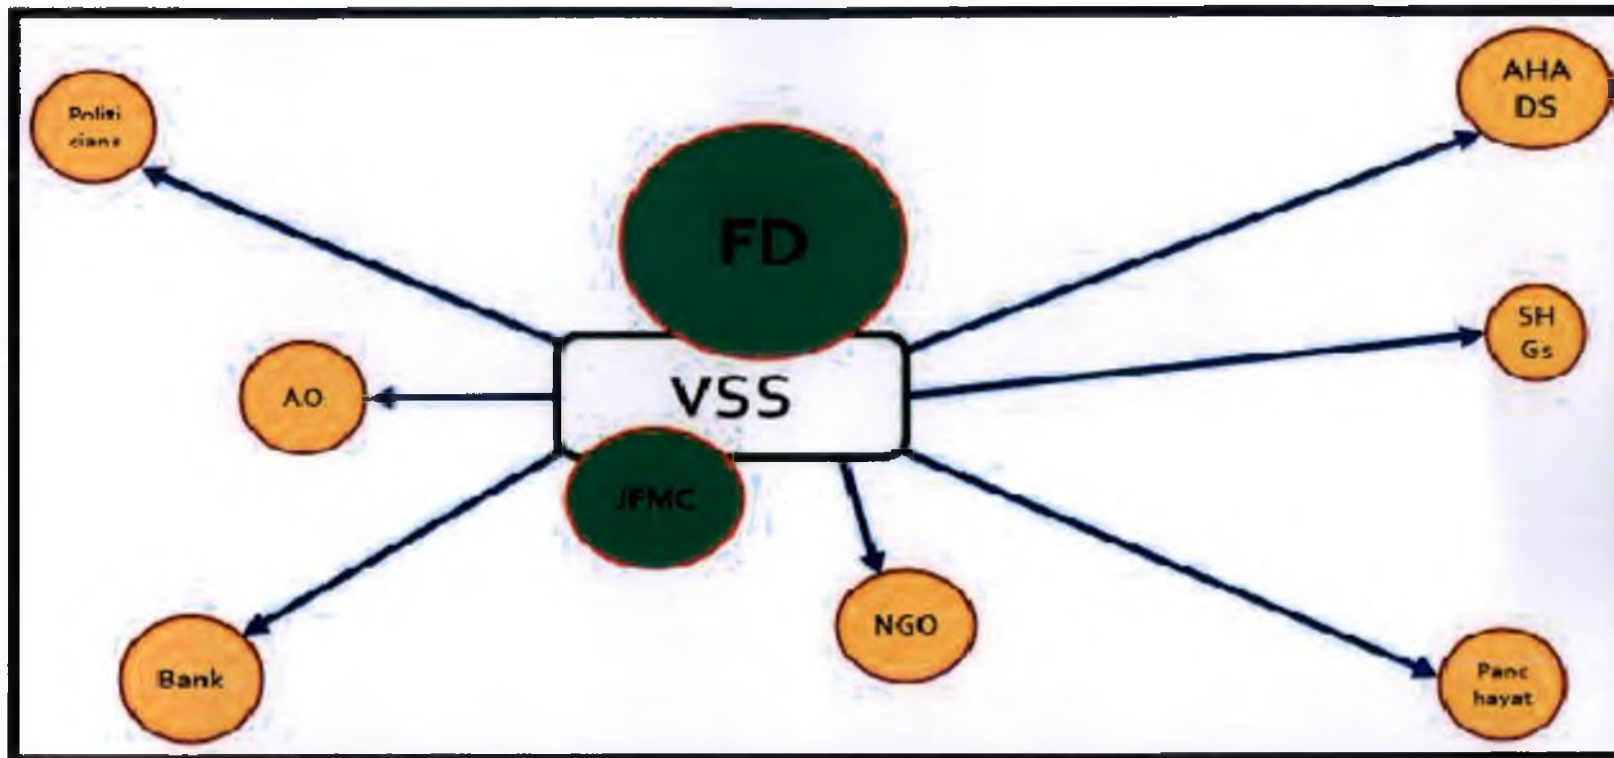 Politi
cians
AHA
DS
FD
SH
Gs
AO
VSS
JFMC
NGO
Bank
Panc
hayat